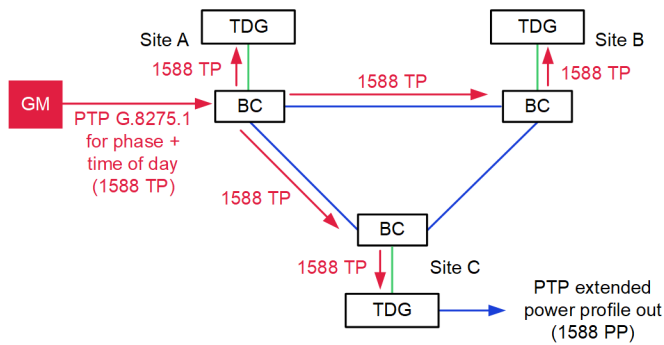 TDG
TDG
Site A
Site B
1588 TP
1588 TP
1588 TP
GM
BC
BC
PTP G.8275.1
for phase +
time of day
(1588 TP)
1588 TP
BC
1588 TP
Site C
TDG
PTP extended
power profile out
(1588 PP)